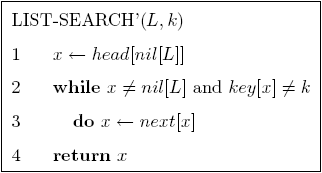 LIST-SEARCH'(L, k)
1 x ← head[nil[L]]
2 while x ≠ nil[L] and key[x] ≠ k
3 do x ← next[x]
4 return x